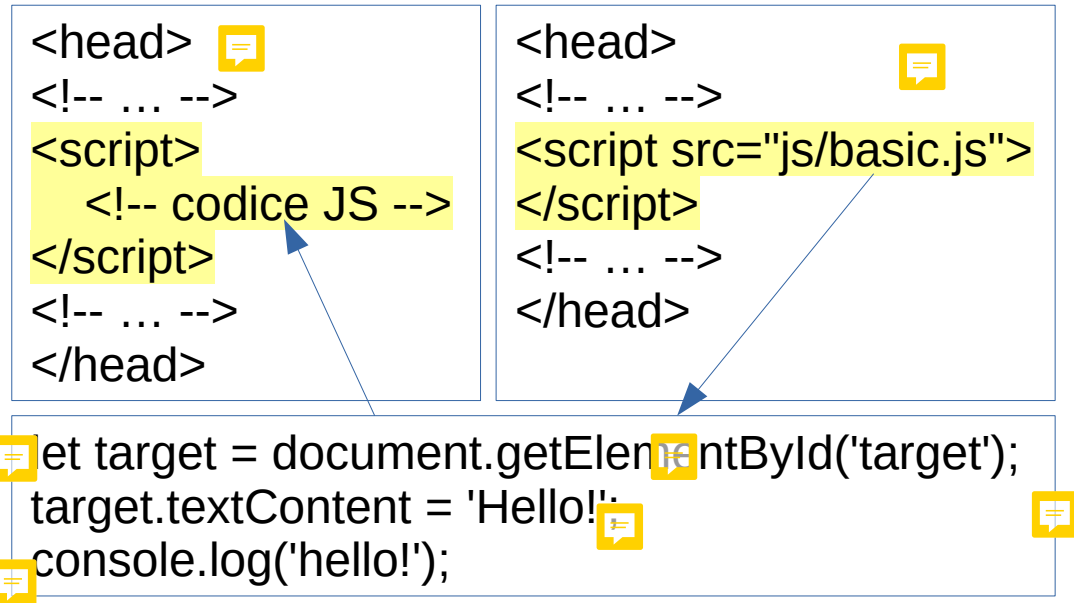 <head>
<!-- … -->
<script>
<!-- codice JS -->
</script>
<!-- … -->
</head>
<head>
<!-- … -->
<script src="js/basic.js">
</script>
<!-- … -->
</head>
let target = document.getElementById('target');
target.textContent = 'Hello!';
console.log('hello!');